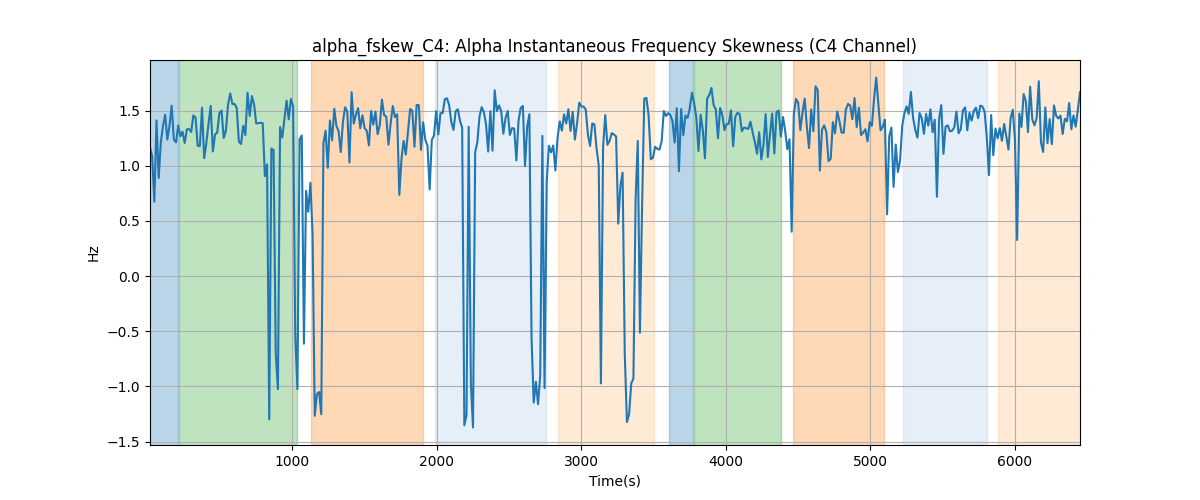 alpha_fskew_C4: Alpha Instantaneous Frequency Skewness (C4 Channel)
1.5
1.0
0.5
0.0
−0.5
−1.0
−1.5
Hz
1000 2000 3000 4000 5000 6000
Time(s)